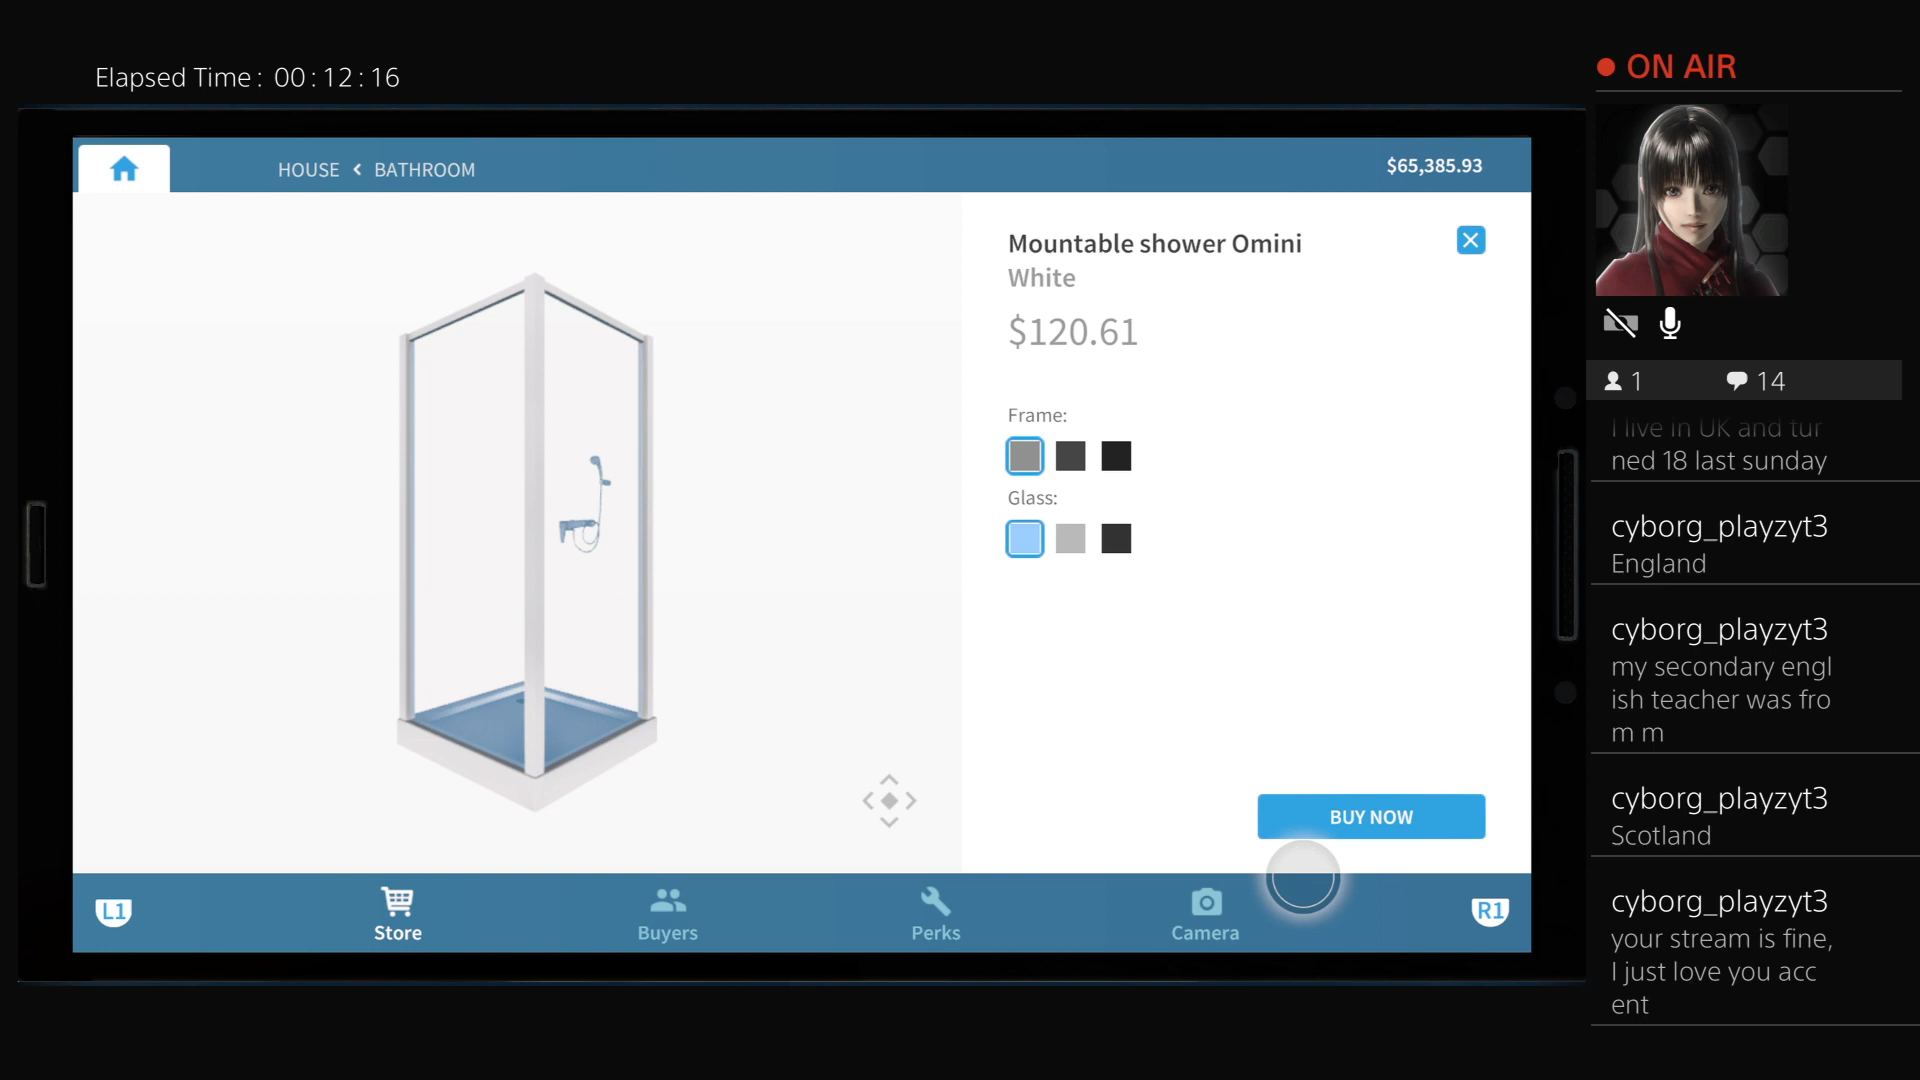 Elapsed Time : 00 : 12 : 16
ON AIR
HOUSE < BATHROOM
$65,385.93
Mountable shower Omini
White
$120.61
Frame:
Glass:
BUY NOW
L1
Store
Buyers
Perks
Camera
R1
1
14
I live in UK and tur
ned 18 last sunday
cyborg_playzyt3
England
cyborg_playzyt3
my secondary engl
ish teacher was fro
m m
cyborg_playzyt3
Scotland
cyborg_playzyt3
your stream is fine,
I just love you acc
ent